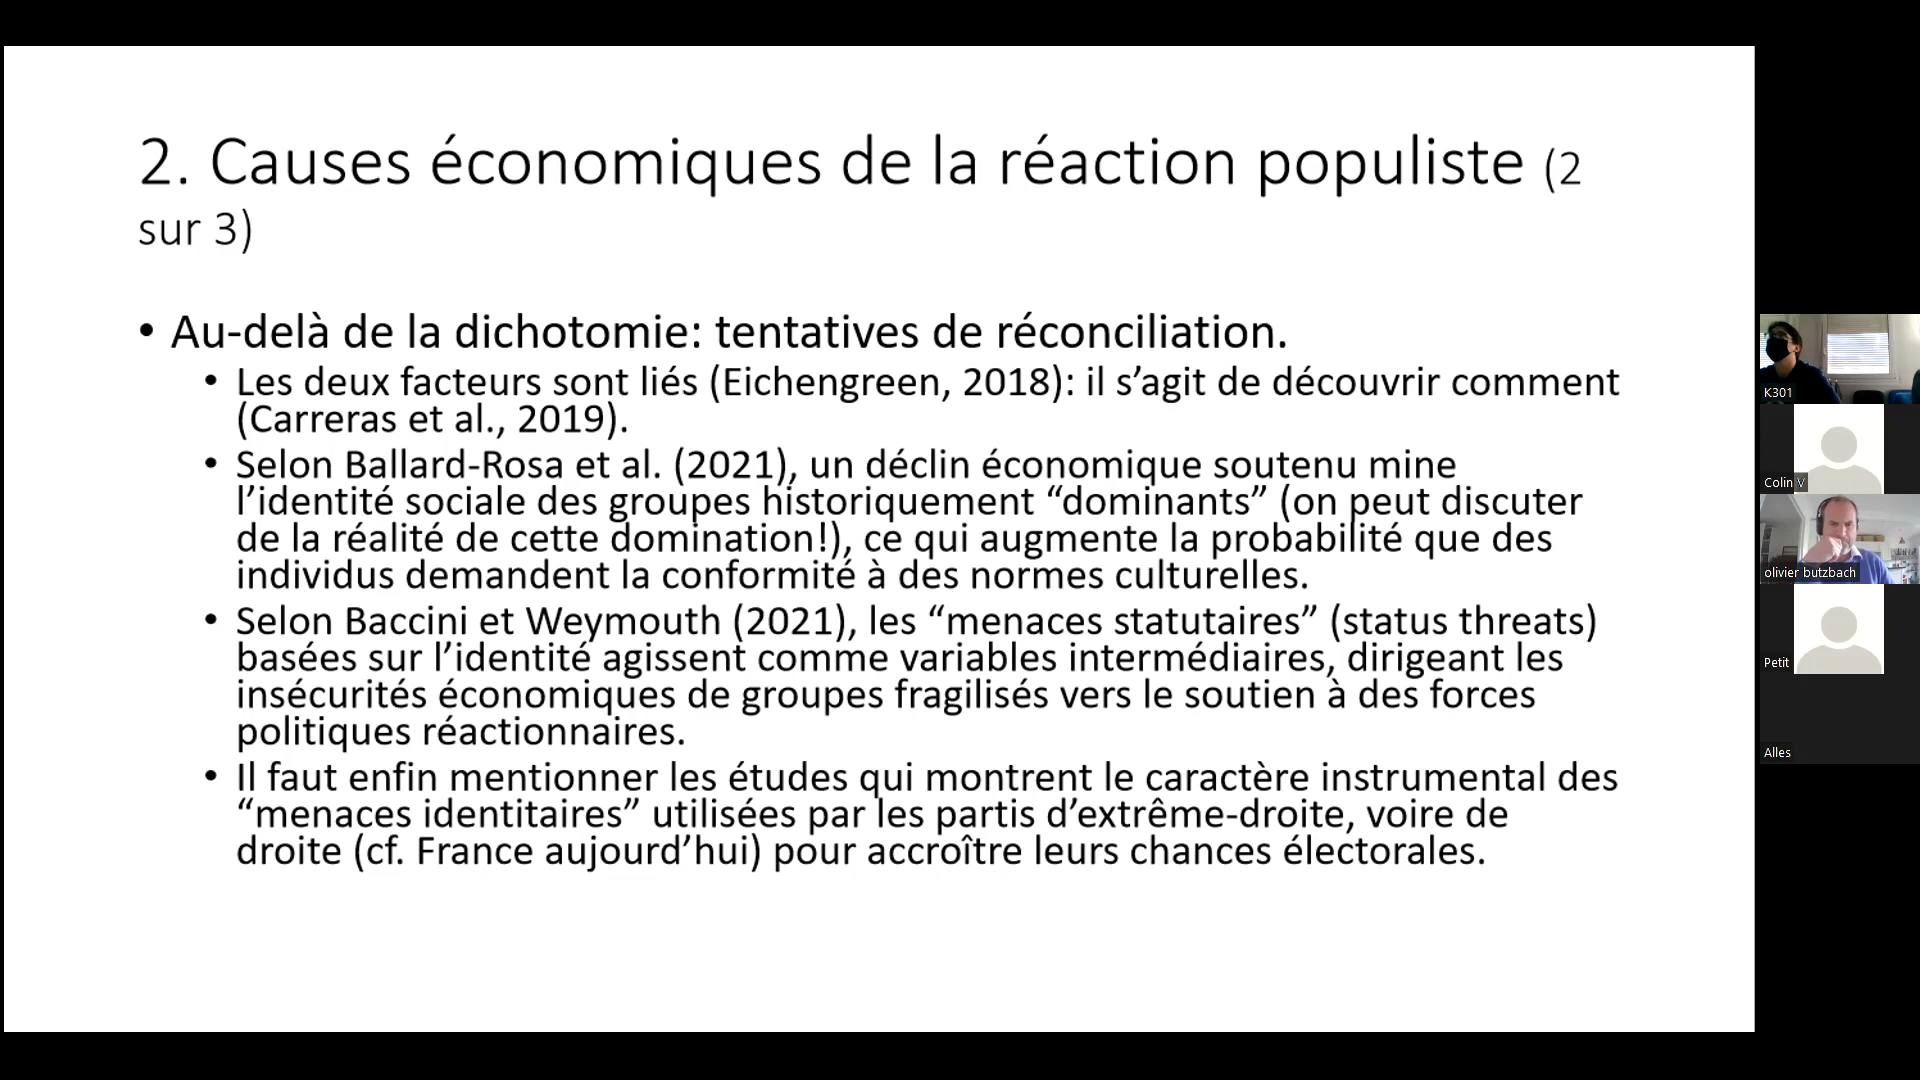 2. Causes économiques de la réaction populiste (2
sur 3)
• Au-delà de la dichotomie: tentatives de réconciliation.
• Les deux facteurs sont liés (Eichengreen, 2018): il s’agit de découvrir comment
(Carreras et al., 2019).
• Selon Ballard-Rosa et al. (2021), un déclin économique soutenu mine
l’identité sociale des groupes historiquement “dominants” (on peut discuter
de la réalité de cette domination!), ce qui augmente la probabilité que des
individus demandent la conformité à des normes culturelles.
• Selon Baccini et Weymouth (2021), les “menaces statutaires” (status threats)
basées sur l’identité agissent comme variables intermédiaires, dirigeant les
insécurités économiques de groupes fragilisés vers le soutien à des forces
politiques réactionnaires.
• Il faut enfin mentionner les études qui montrent le caractère instrumental des
“menaces identitaires” utilisées par les partis d’extrême-droite, voire de
droite (cf. France aujourd’hui) pour accroître leurs chances électorales.
K301
Colin V
olivier butzbach
Petit
Alles